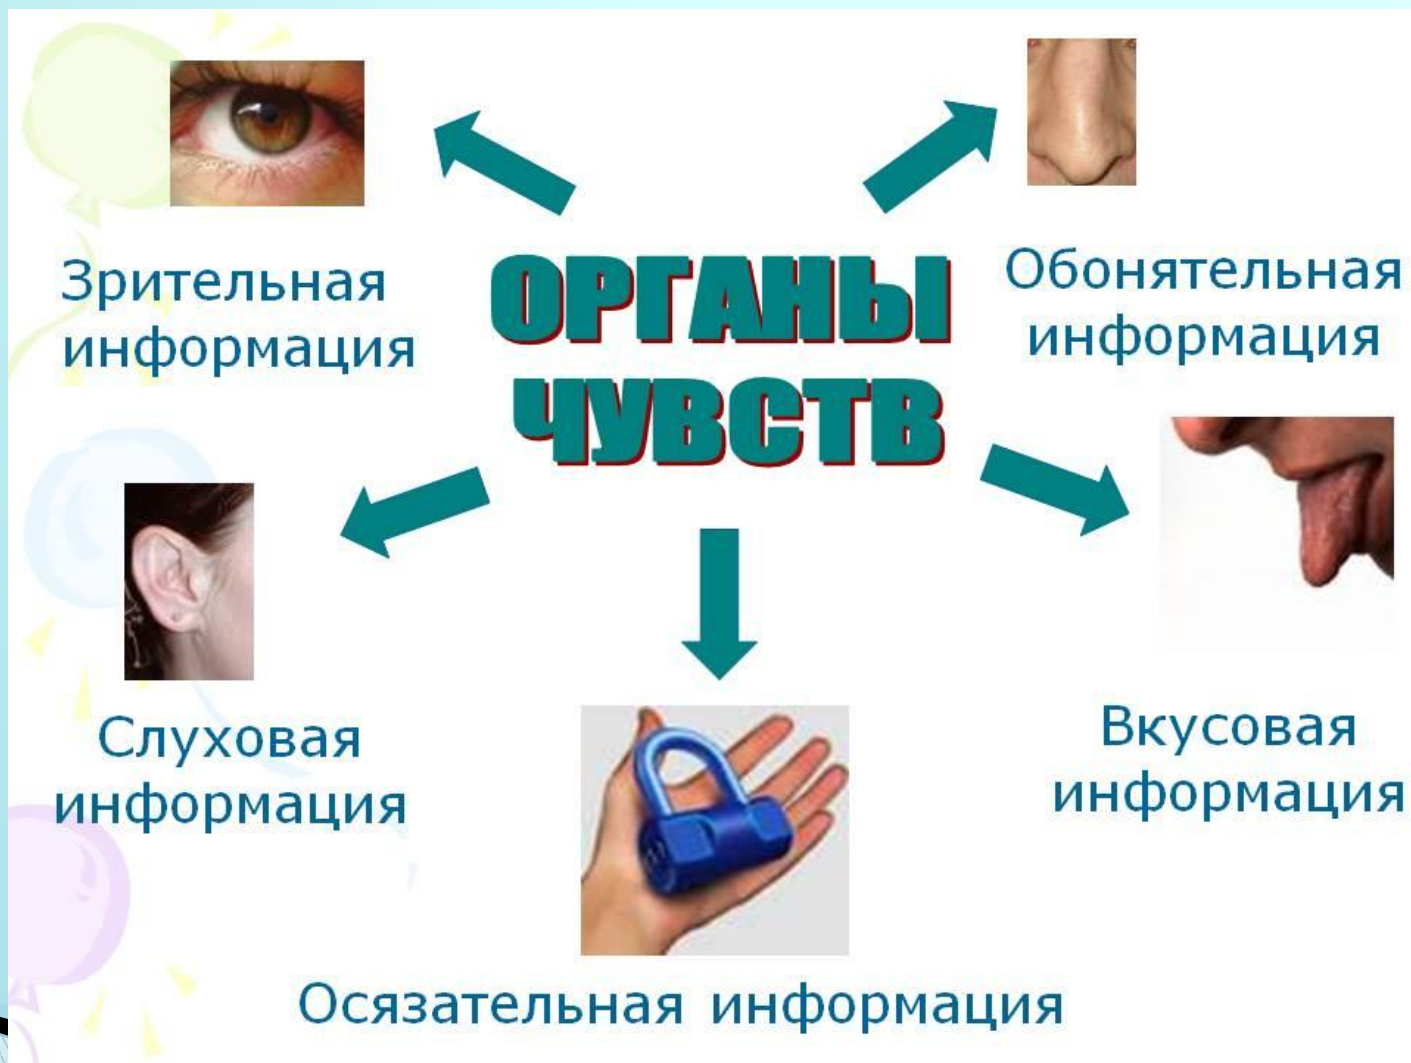 ОРГАНЫ
ЧУВСТВ
Зрительная
информация
Обонятельная
информация
Слуховая
информация
Вкусовая
информация
Осязательная информация